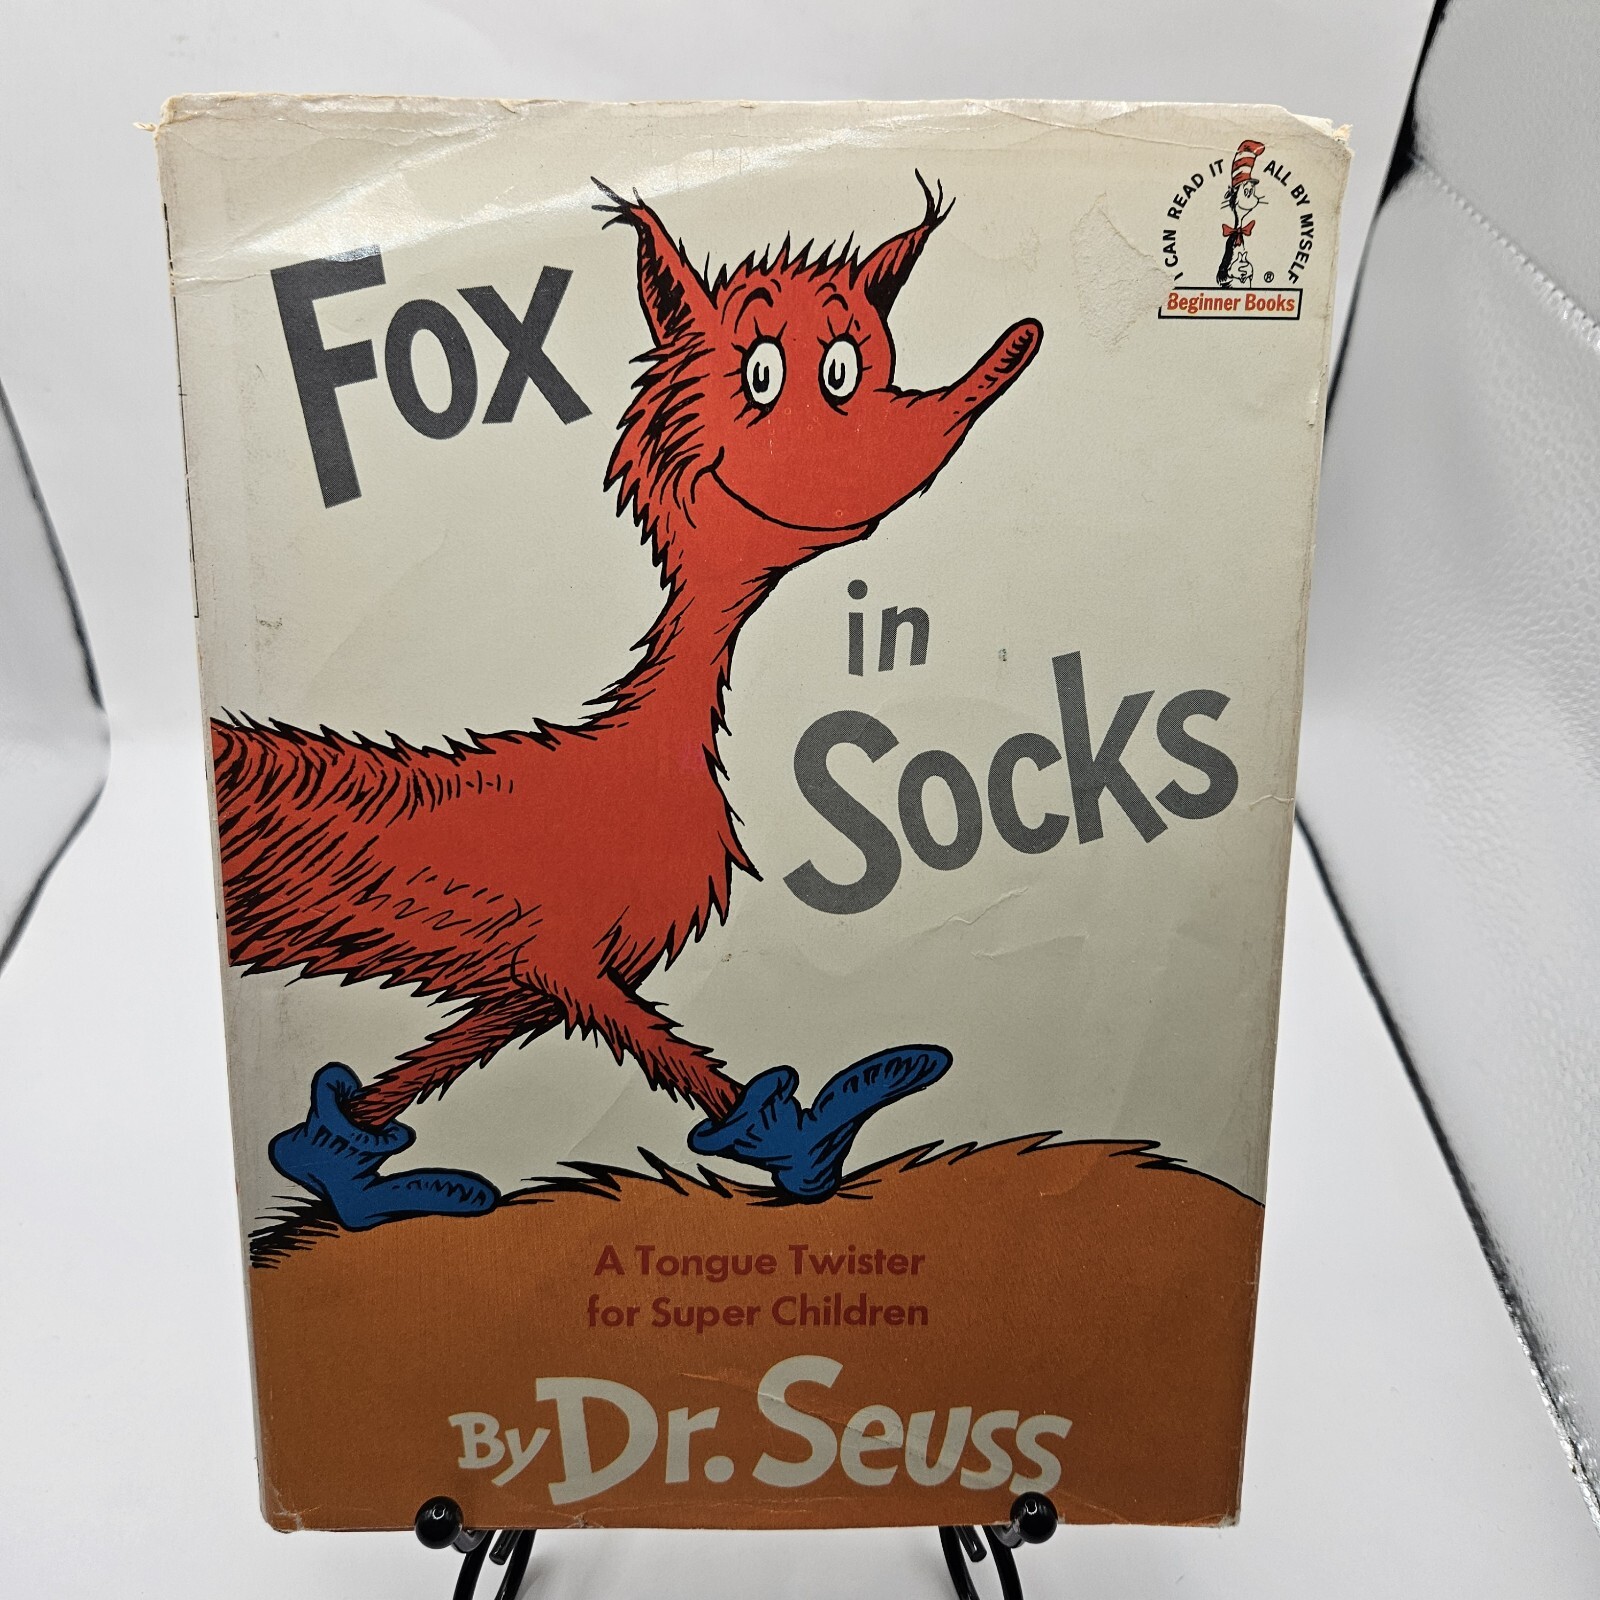 I CAN READ IT ALL BY MYSELF
®
Beginner Books
Fox
in
Socks
A Tongue Twister
for Super Children
By Dr. Seuss